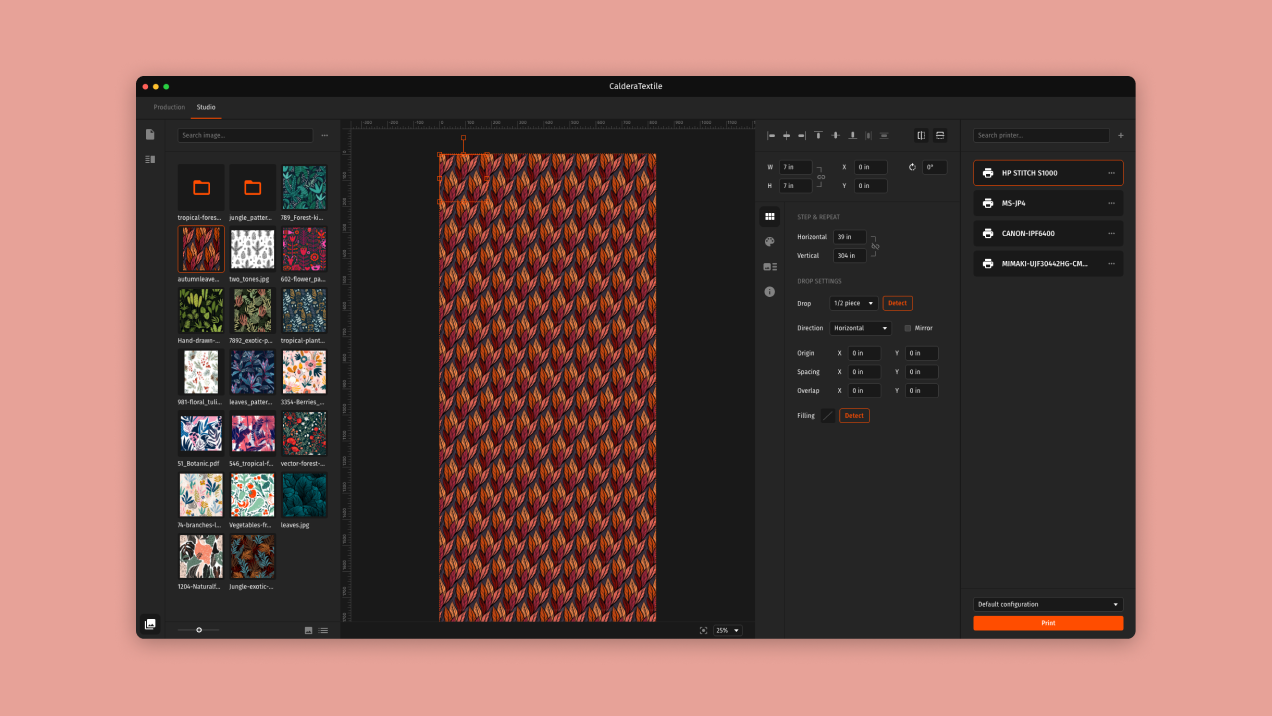 CalderaTextile
Production Studio
Search image... ...
tropical-fores... jungle_patter... 789_Forest-ki...
autumnleave... two_tones.jpg 602-flower_pa...
Hand-drawn-... 7892_exotic-p... tropical-plant...
981-floral_tuli... leaves_patter... 3354-Berries_...
51_Botanic.pdf 546_tropical-f... vector-forest-...
74-branches-l... Vegetables-fr... leaves.jpg
1204-Naturalf... Jungle-exotic-...
25%
W 7 in X 0 in 0°
H 7 in Y 0 in
STEP & REPEAT
Horizontal 39 in
Vertical 304 in
DROP SETTINGS
Drop 1/2 piece Detect
Direction Horizontal Mirror
Origin X 0 in Y 0 in
Spacing X 0 in Y 0 in
Overlap X 0 in Y 0 in
Filling Detect
Search printer... +
HP STITCH S1000 ...
MS-JP4 ...
CANON-IPF6400 ...
MIMAKI-UJF30442HG-CM... ...
Default configuration
Print